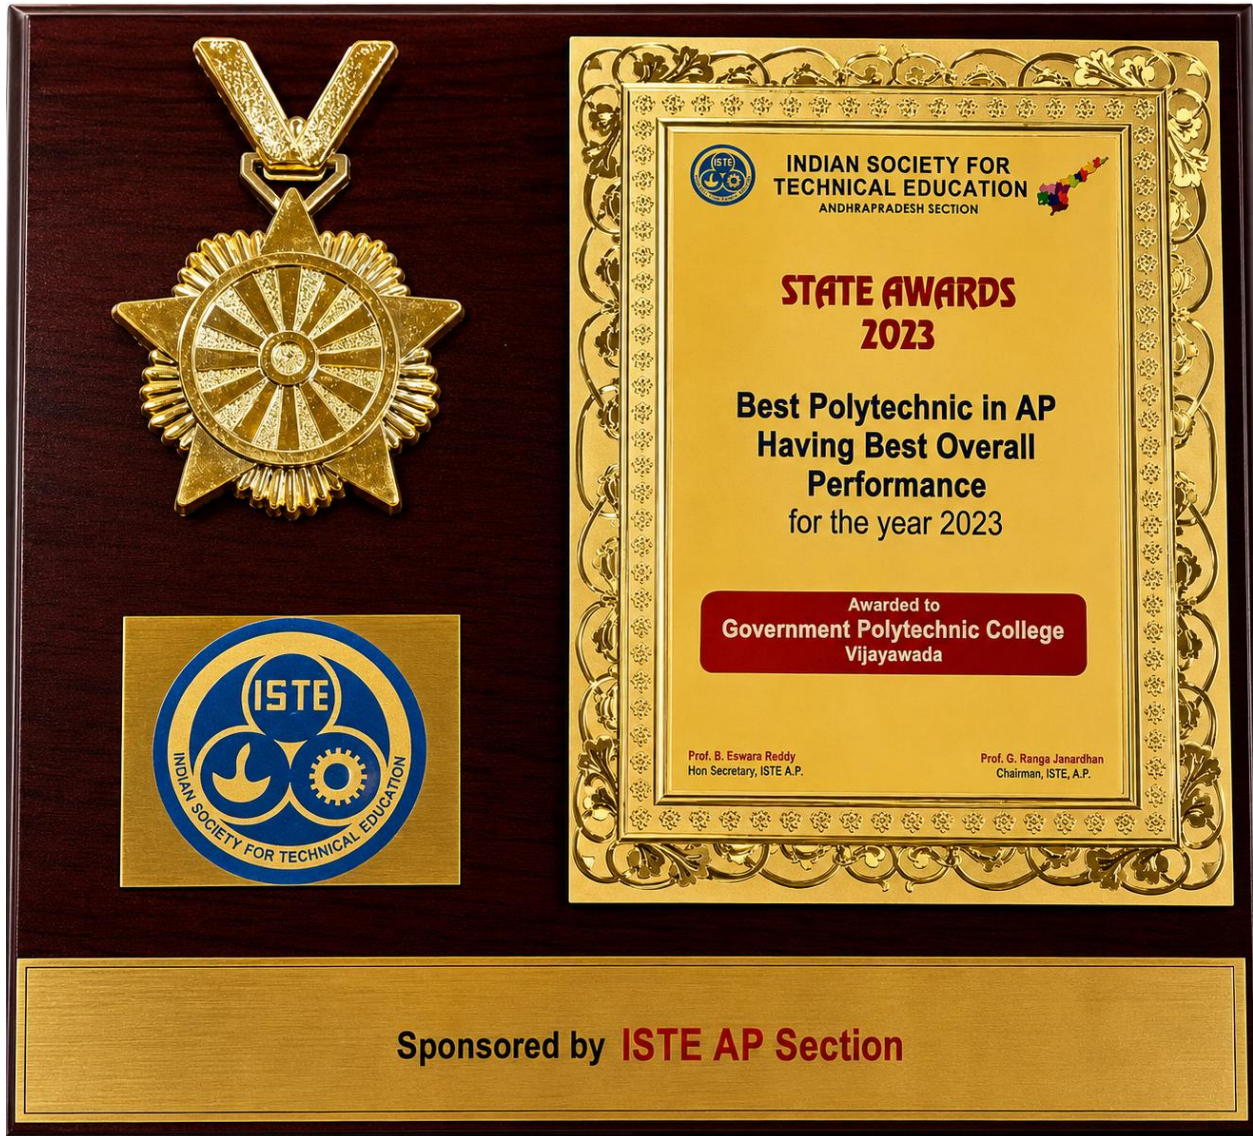 ISTE
INDIAN SOCIETY FOR
TECHNICAL EDUCATION
ANDHRAPRADESH SECTION
STATE AWARDS
2023
Best Polytechnic in AP
Having Best Overall
Performance
for the year 2023
Awarded to
Government Polytechnic College
Vijayawada
Prof. B. Eswara Reddy
Hon Secretary, ISTE A.P.
Prof. G. Ranga Janardhan
Chairman, ISTE, A.P.
ISTE
INDIAN SOCIETY FOR TECHNICAL EDUCATION
Sponsored by ISTE AP Section